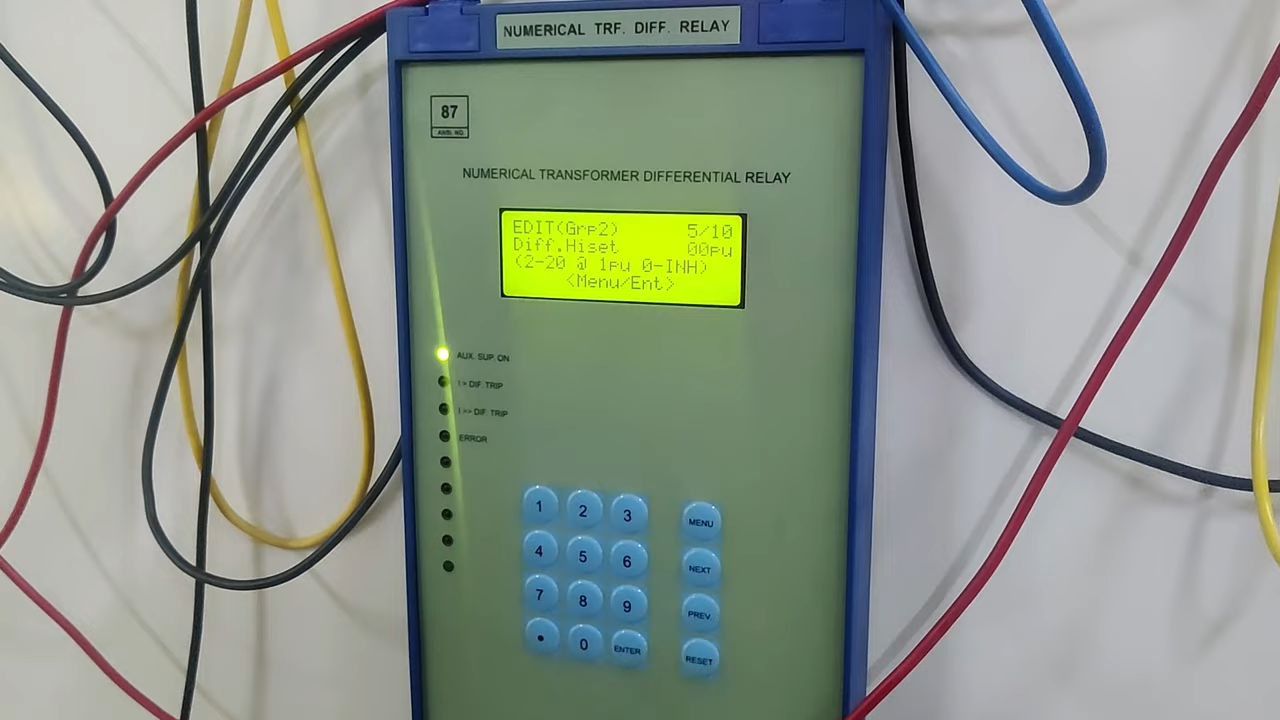 NUMERICAL TRF. DIFF. RELAY
87
ANSI. NO.
NUMERICAL TRANSFORMER DIFFERENTIAL RELAY
EDIT(Grp2) 5/10
Diff.Hiset 00pu
(2-20 @ 1pu 0-INH)
<Menu/Ent>
AUX. SUP. ON
I > DIF. TRIP
I >> DIF. TRIP
ERROR
1 2 3 MENU
4 5 6 NEXT
7 8 9 PREV
• 0 ENTER RESET